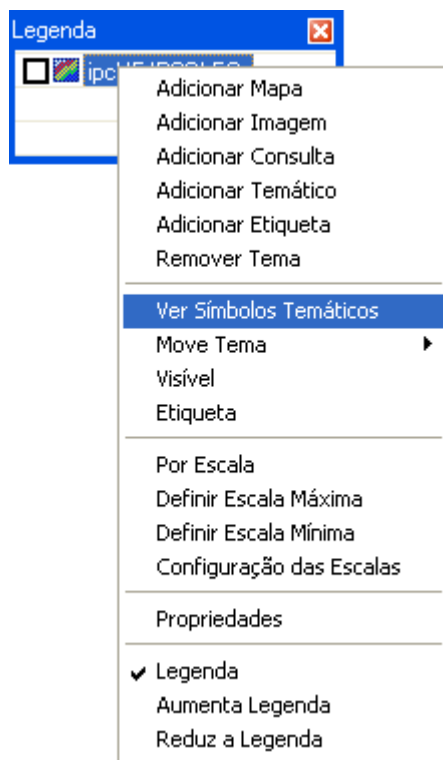 Legenda
Adicionar Mapa
Adicionar Imagem
Adicionar Consulta
Adicionar Temático
Adicionar Etiqueta
Remover Tema
Ver Símbolos Temáticos
Move Tema
Visível
Etiqueta
Por Escala
Definir Escala Máxima
Definir Escala Mínima
Configuração das Escalas
Propriedades
Legenda
Aumenta Legenda
Reduz a Legenda